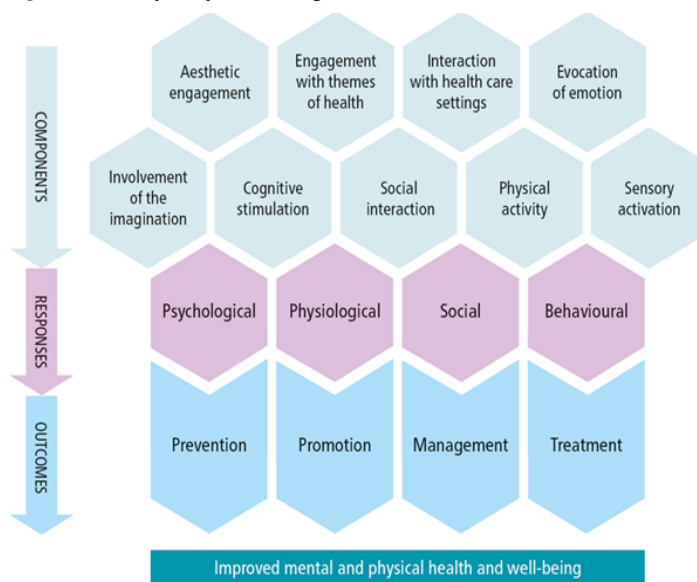 Aesthetic
engagement
Engagement
with themes
of health
Interaction
with health care
settings
Evocation
of emotion
COMPONENTS
Involvement
of the
imagination
Cognitive
stimulation
Social
interaction
Physical
activity
Sensory
activation
RESPONSES
Psychological
Physiological
Social
Behavioural
OUTCOMES
Prevention
Promotion
Management
Treatment
Improved mental and physical health and well-being